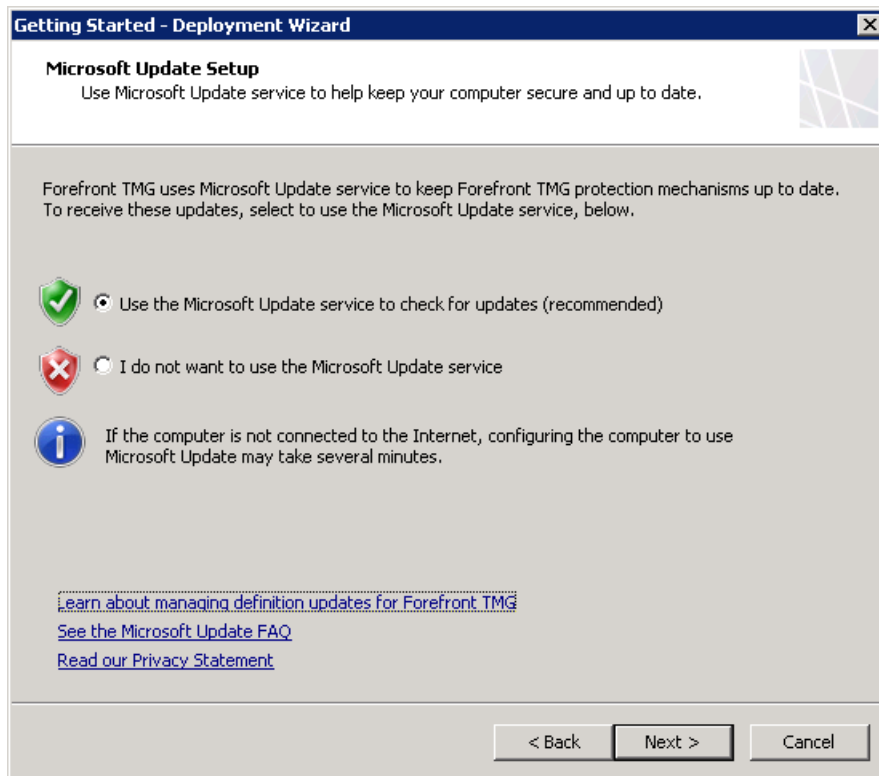 Getting Started - Deployment Wizard
Microsoft Update Setup
Use Microsoft Update service to help keep your computer secure and up to date.
Forefront TMG uses Microsoft Update service to keep Forefront TMG protection mechanisms up to date.
To receive these updates, select to use the Microsoft Update service, below.
Use the Microsoft Update service to check for updates (recommended)
I do not want to use the Microsoft Update service
If the computer is not connected to the Internet, configuring the computer to use
Microsoft Update may take several minutes.
Learn about managing definition updates for Forefront TMG
See the Microsoft Update FAQ
Read our Privacy Statement
< Back Next > Cancel